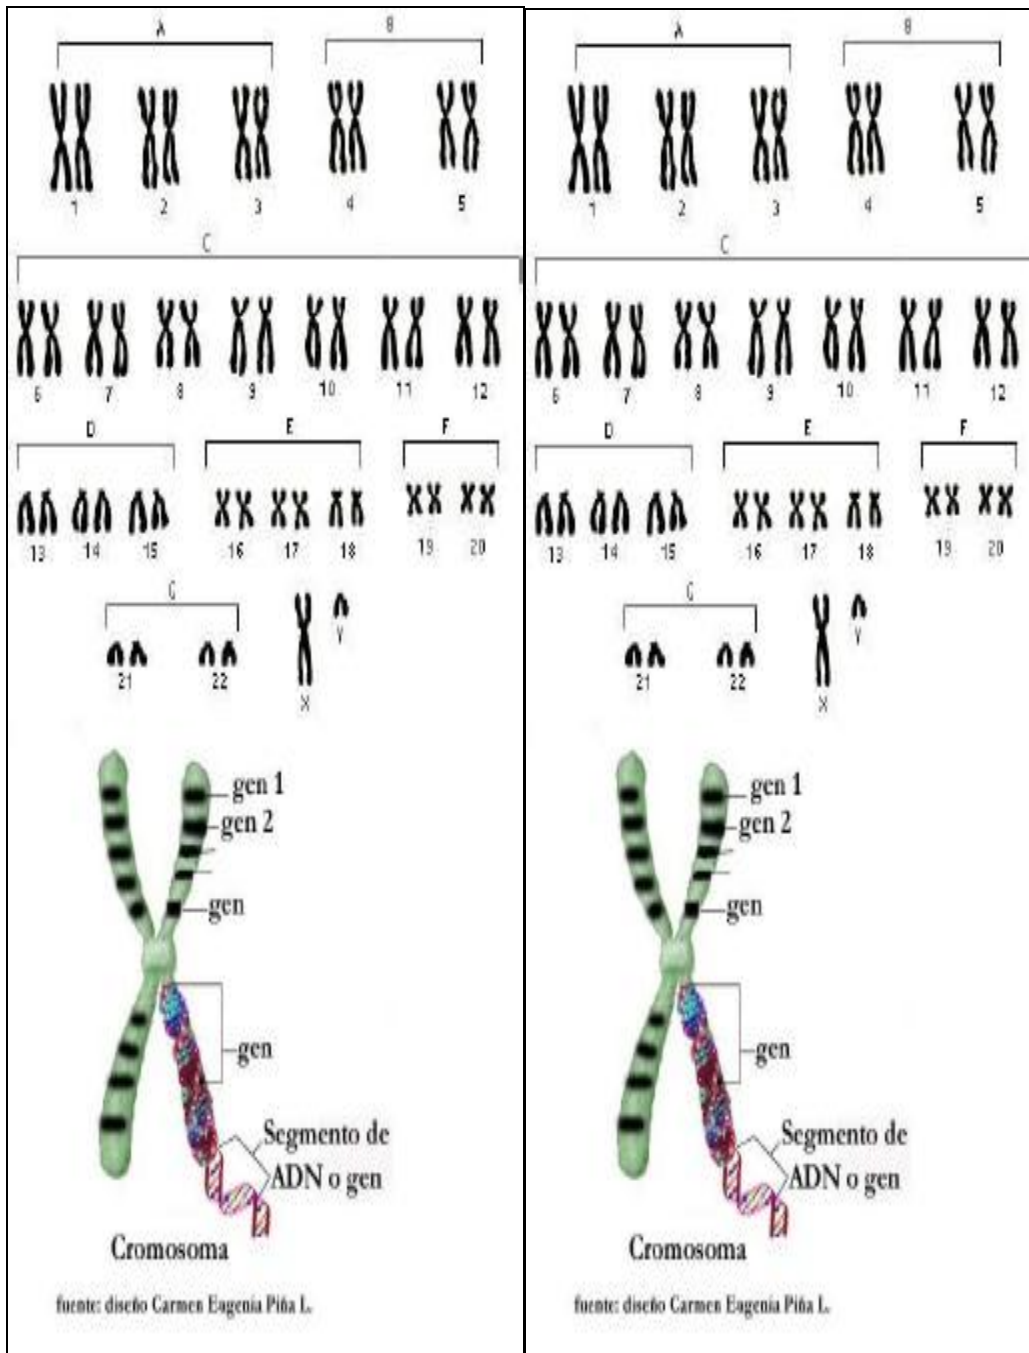 A B
1 2 3 4 5
C
6 7 8 9 10 11 12
D E F
13 14 15 16 17 18 19 20
G
21 22 X Y
gen 1
gen 2
gen
gen
Segmento de
ADN o gen
Cromosoma
fuente: diseño Carmen Eugenia Piña L.
A B
1 2 3 4 5
C
6 7 8 9 10 11 12
D E F
13 14 15 16 17 18 19 20
G
21 22 X Y
gen 1
gen 2
gen
gen
Segmento de
ADN o gen
Cromosoma
fuente: diseño Carmen Eugenia Piña L.